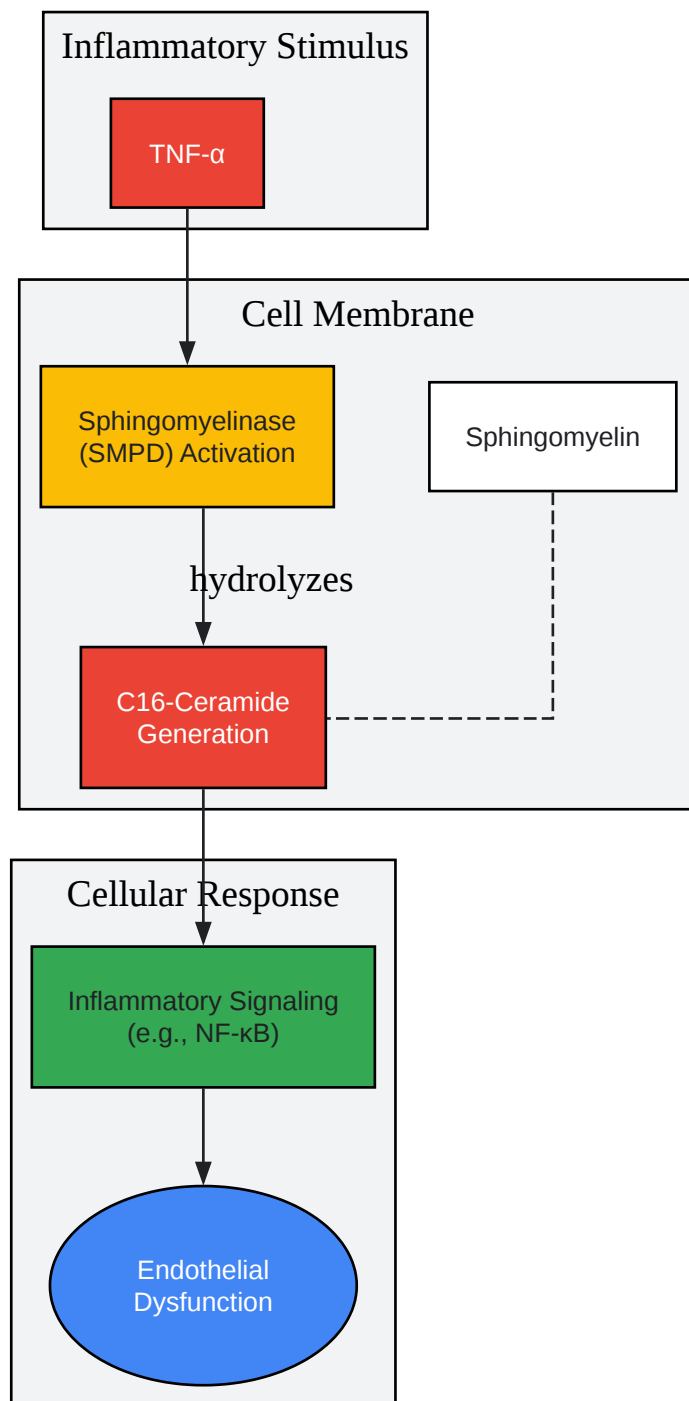 Inflammatory Stimulus
TNF-α
Cell Membrane
Sphingomyelinase
(SMPD) Activation
Sphingomyelin
hydrolyzes
C16-Ceramide
Generation
Cellular Response
Inflammatory Signaling
(e.g., NF-κB)
Endothelial
Dysfunction